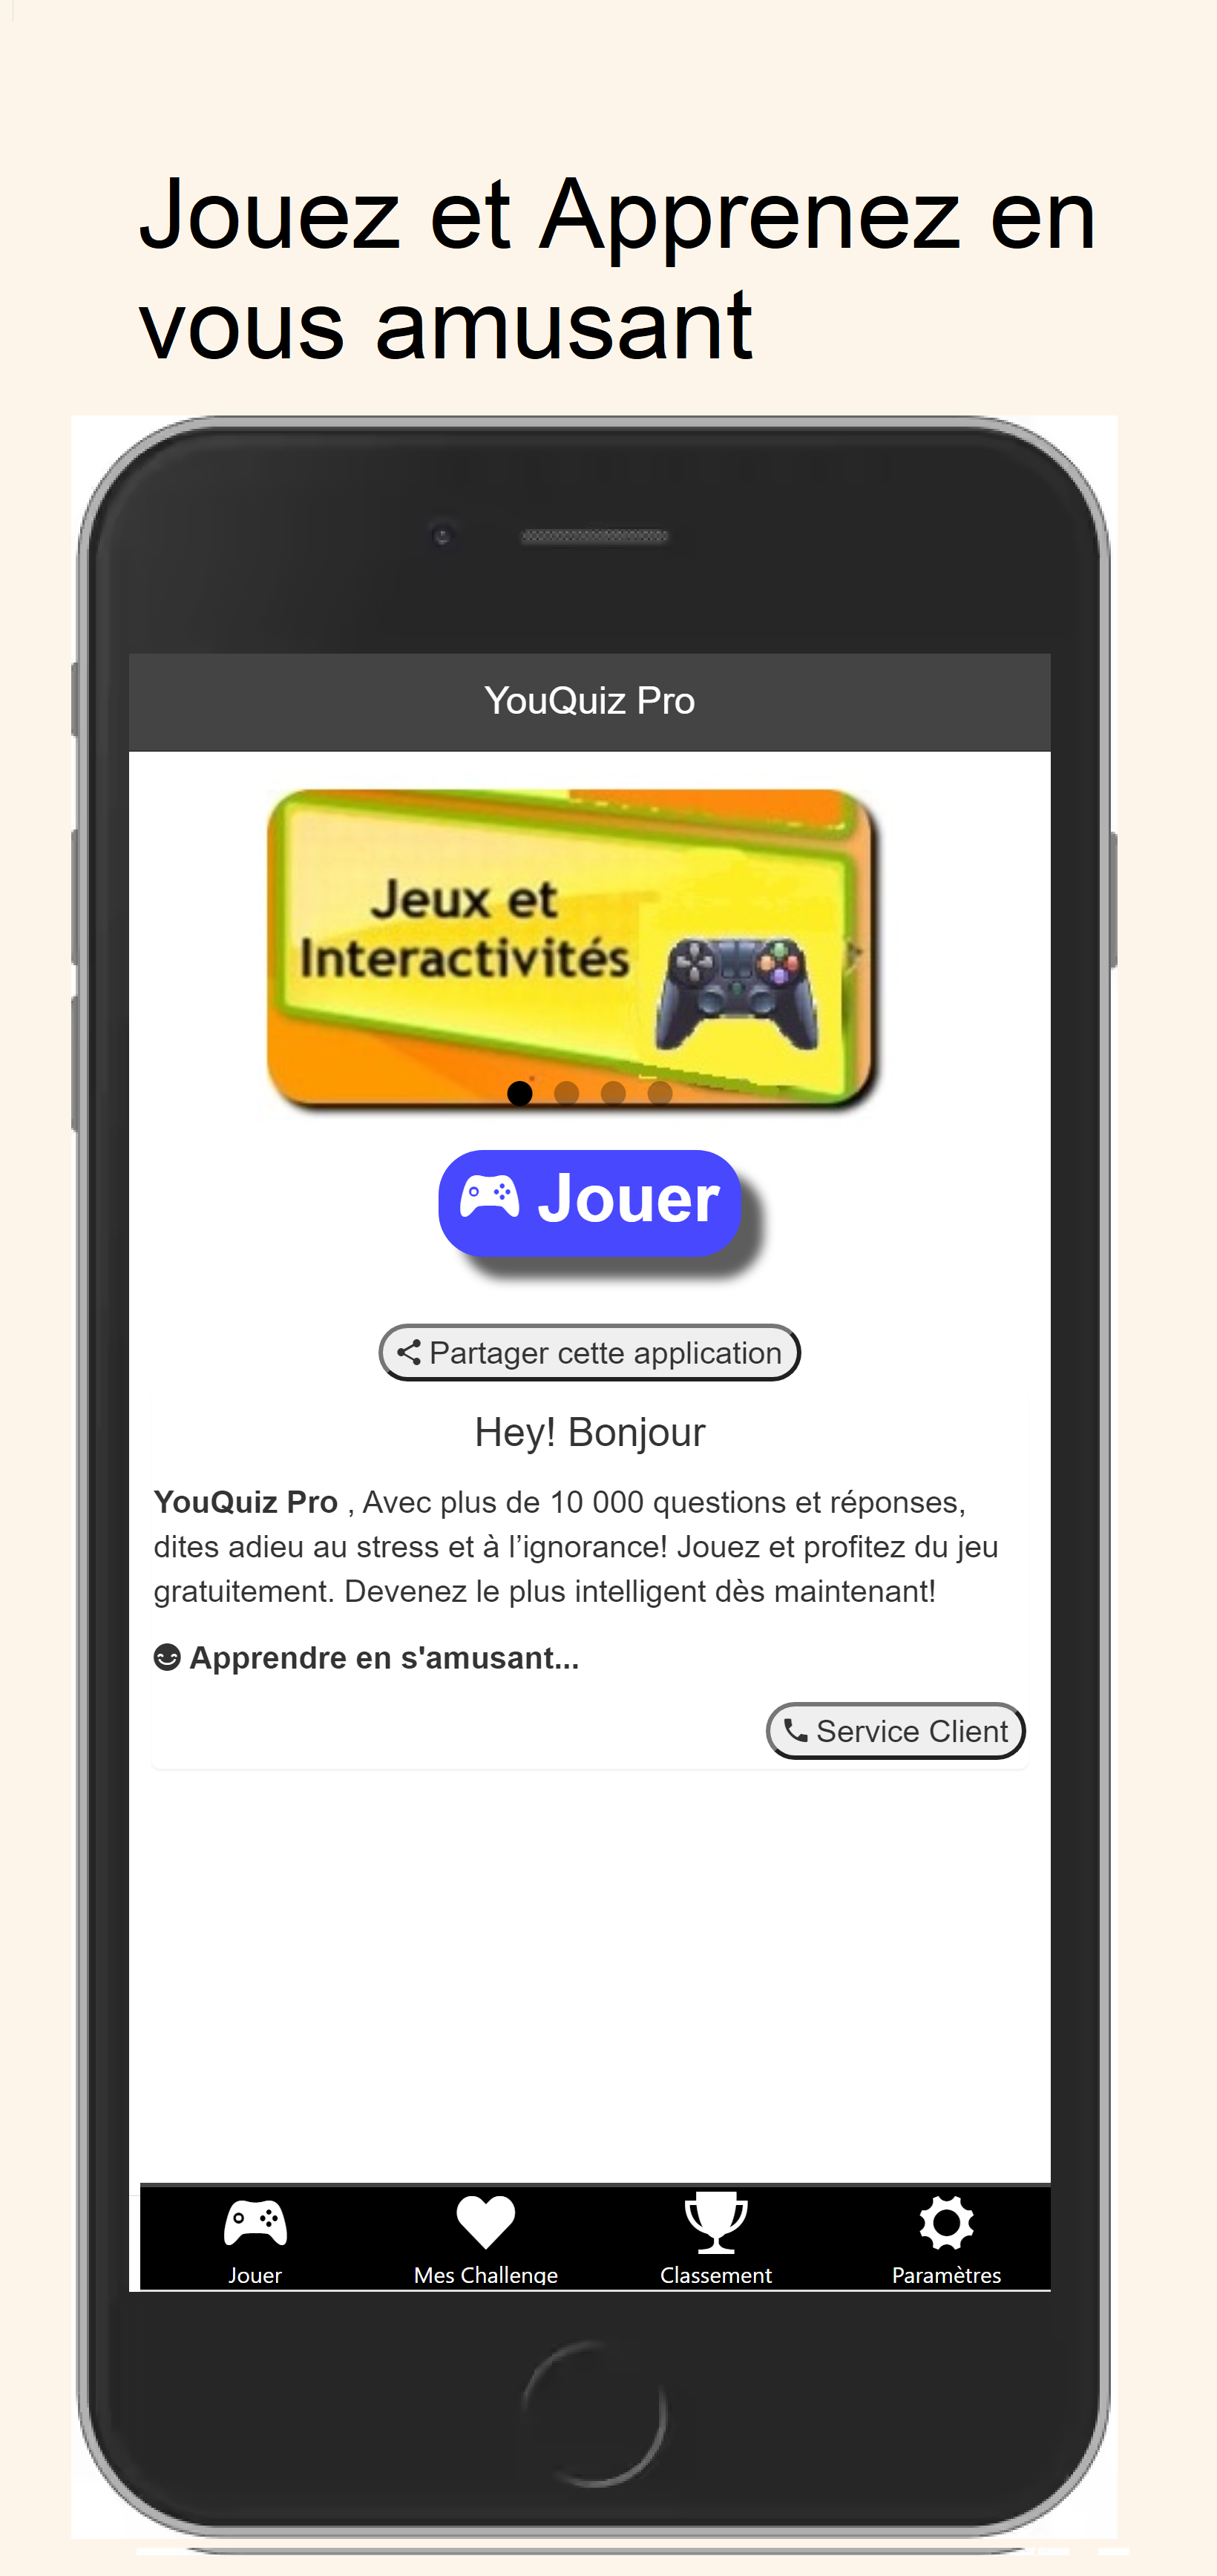 Jouez et Apprenez en
vous amusant
YouQuiz Pro
Jeux et
Interactivités
Jouer
Partager cette application
Hey! Bonjour
YouQuiz Pro , Avec plus de 10 000 questions et réponses,
dites adieu au stress et à l’ignorance! Jouez et profitez du jeu
gratuitement. Devenez le plus intelligent dès maintenant!
Apprendre en s'amusant...
Service Client
Jouer Mes Challenge Classement Paramètres